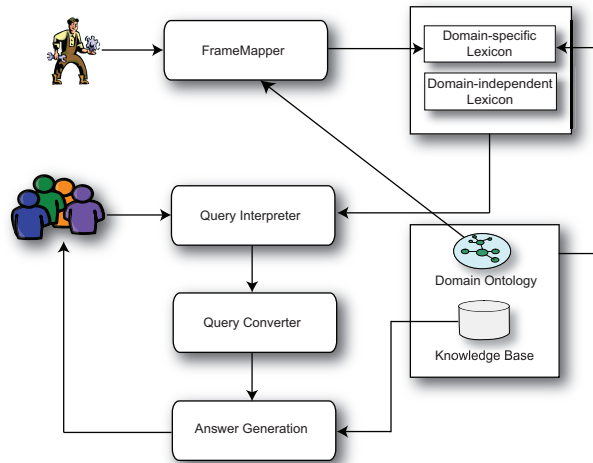 FrameMapper
Domain-specific
Lexicon
Domain-independent
Lexicon
Query Interpreter
Domain Ontology
Query Converter
Knowledge Base
Answer Generation